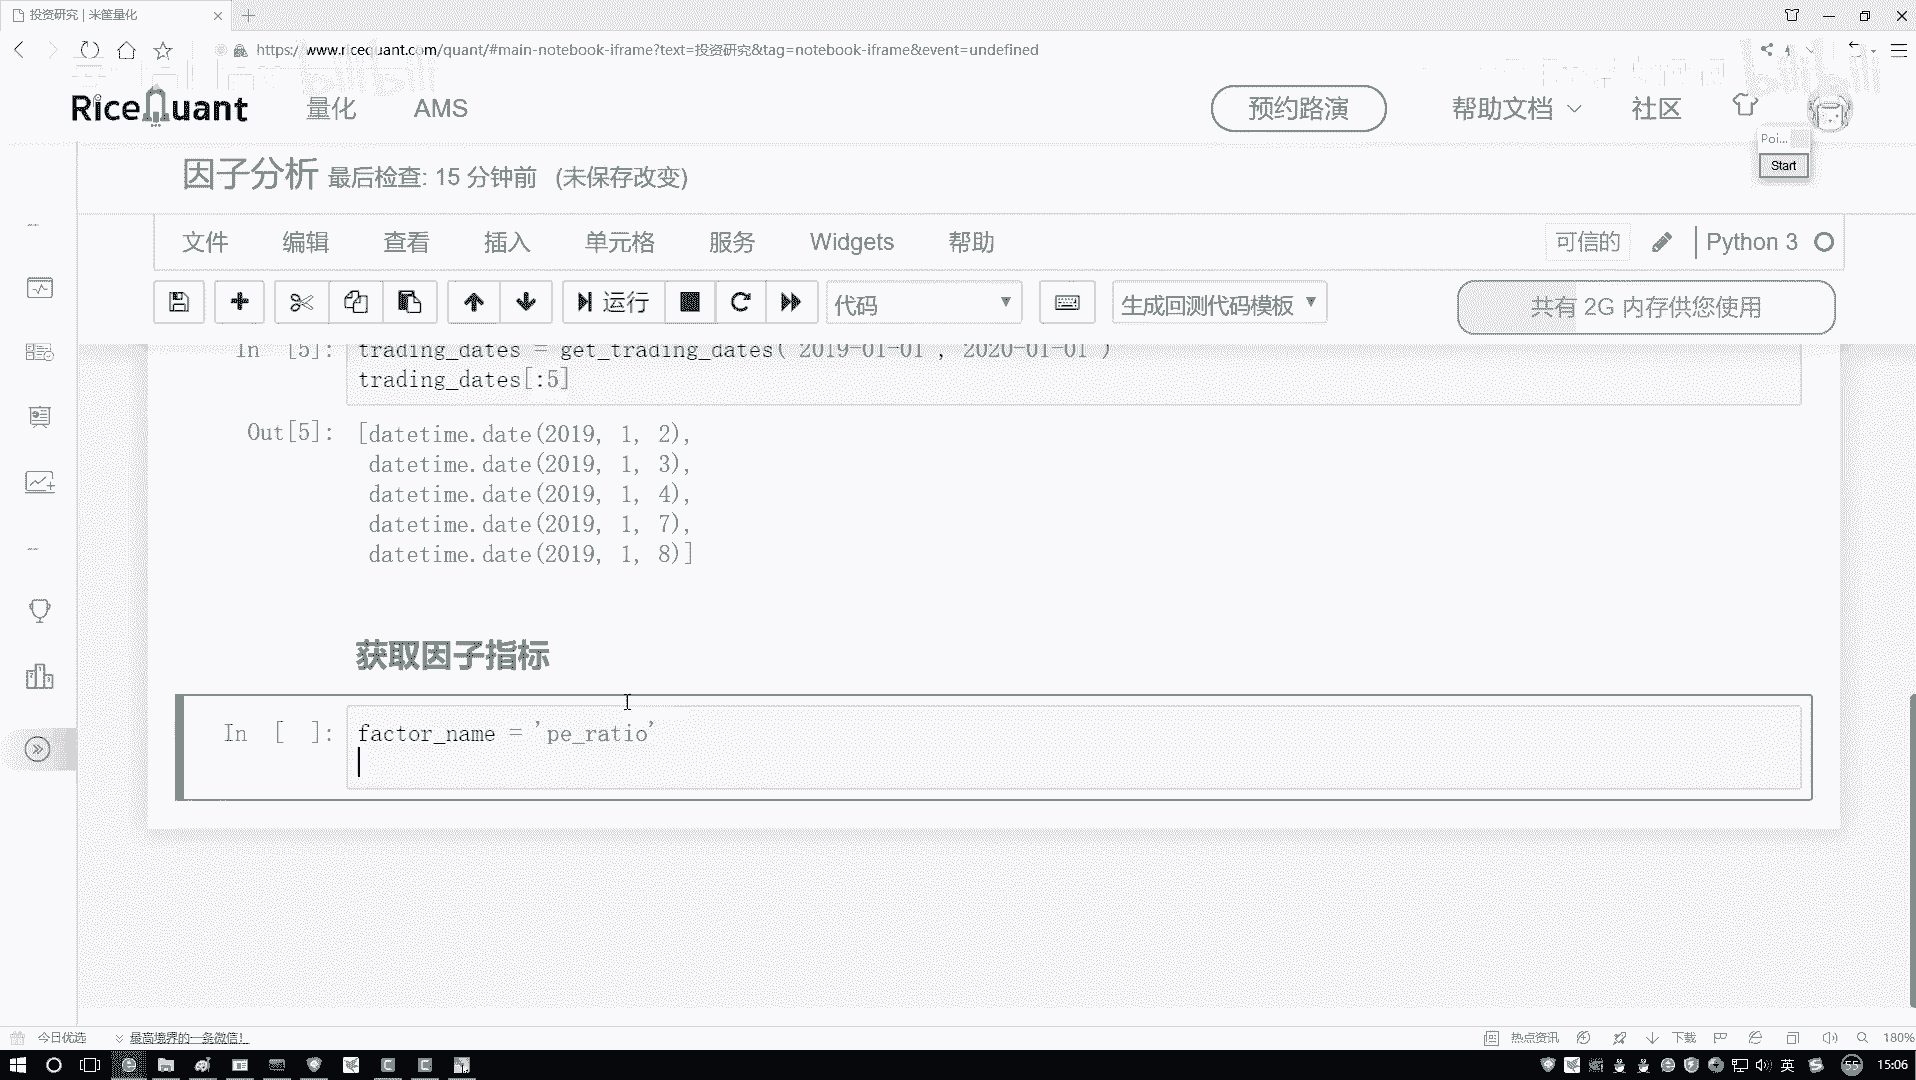 投资研究 | 米筐量化
https://www.ricequant.com/quant/#main-notebook-iframe?text=投资研究&tag=notebook-iframe&event=undefined
RiceQuant 量化 AMS 预约路演 帮助文档 社区
Poi...
Start
因子分析 最后检查: 15 分钟前 (未保存改变)
文件 编辑 查看 插入 单元格 服务 Widgets 帮助 可信的 Python 3
运行 代码 生成回测代码模板 共有 2G 内存供您使用
In [5]: trading_dates = get_trading_dates('2019-01-01', '2020-01-01')
trading_dates[:5]
Out[5]: [datetime.date(2019, 1, 2),
datetime.date(2019, 1, 3),
datetime.date(2019, 1, 4),
datetime.date(2019, 1, 7),
datetime.date(2019, 1, 8)]
获取因子指标
In [ ]: factor_name = 'pe_ratio'
今日优选 最高境界的一条微信! 热点资讯 下载 180%
英 55 15:06